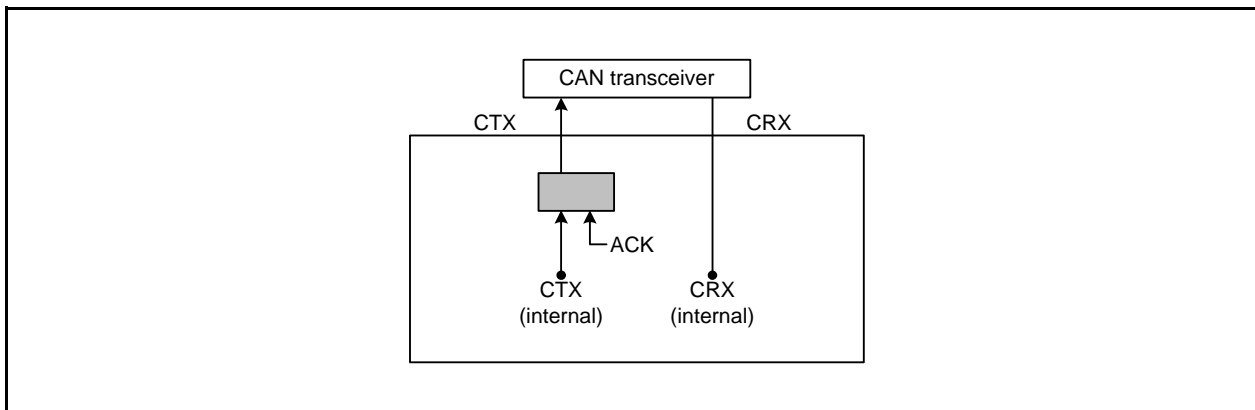 CAN transceiver
CTX
CRX
ACK
CTX
(internal)
CRX
(internal)